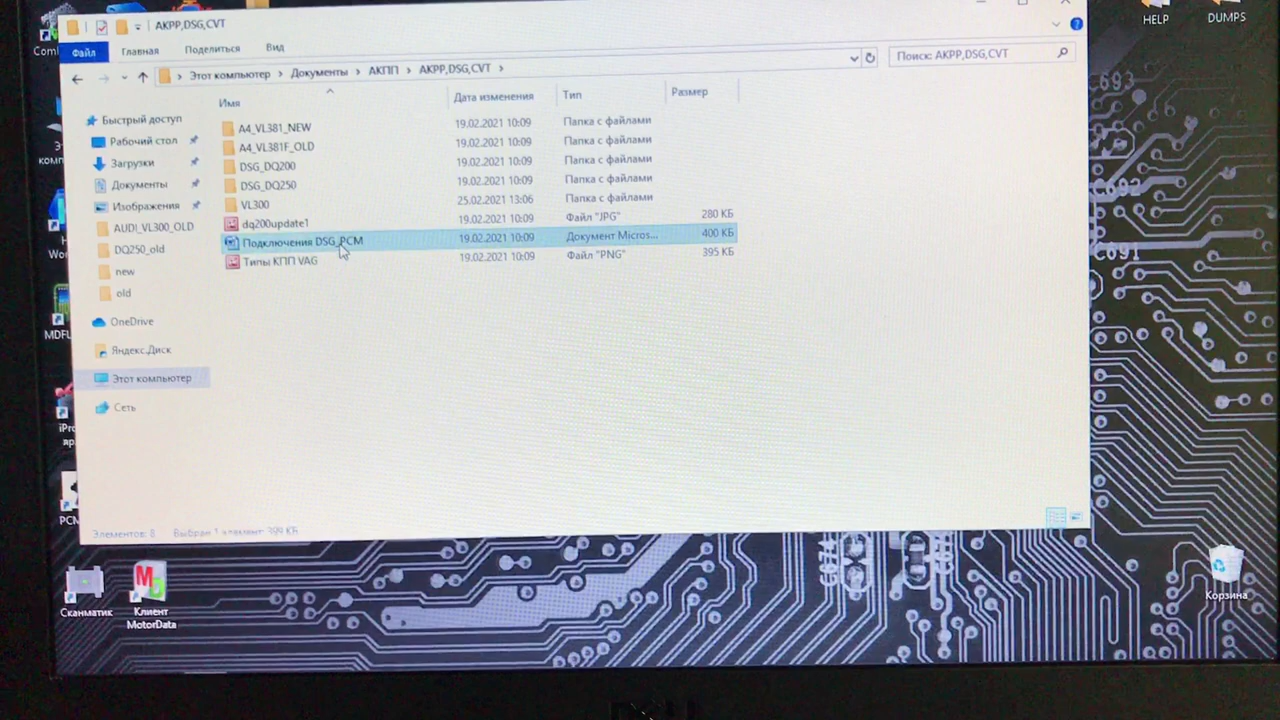 АКРР,DSG,CVT
Файл
Главная
Поделиться
Вид
Этот компьютер > Документы > АКПП > AKPP,DSG,CVT >
Поиск: AKPP,DSG,CVT
Имя
Дата изменения
Тип
Размер
A4_VL381_NEW 19.02.2021 10:09 Папка с файлами
A4_VL381F_OLD 19.02.2021 10:09 Папка с файлами
DSG_DQ200 19.02.2021 10:09 Папка с файлами
DSG_DQ250 19.02.2021 10:09 Папка с файлами
VL300 25.02.2021 13:06 Папка с файлами
dq200update1 19.02.2021 10:09 Файл "JPG" 280 КБ
Подключения DSG_PCM 19.02.2021 10:09 Документ Micros... 400 КБ
Типы КПП VAG 19.02.2021 10:09 Файл "PNG" 395 КБ
Быстрый доступ
Рабочий стол
Загрузки
Документы
Изображения
AUDI_VL300_OLD
DQ250_old
new
old
OneDrive
Яндекс.Диск
Этот компьютер
Сеть
Элементов: 8
Выбран 1 элемент: 399 КБ
HELP
DUMPS
C693
C692
C691
Сканматик
Клиент
MotorData
Корзина